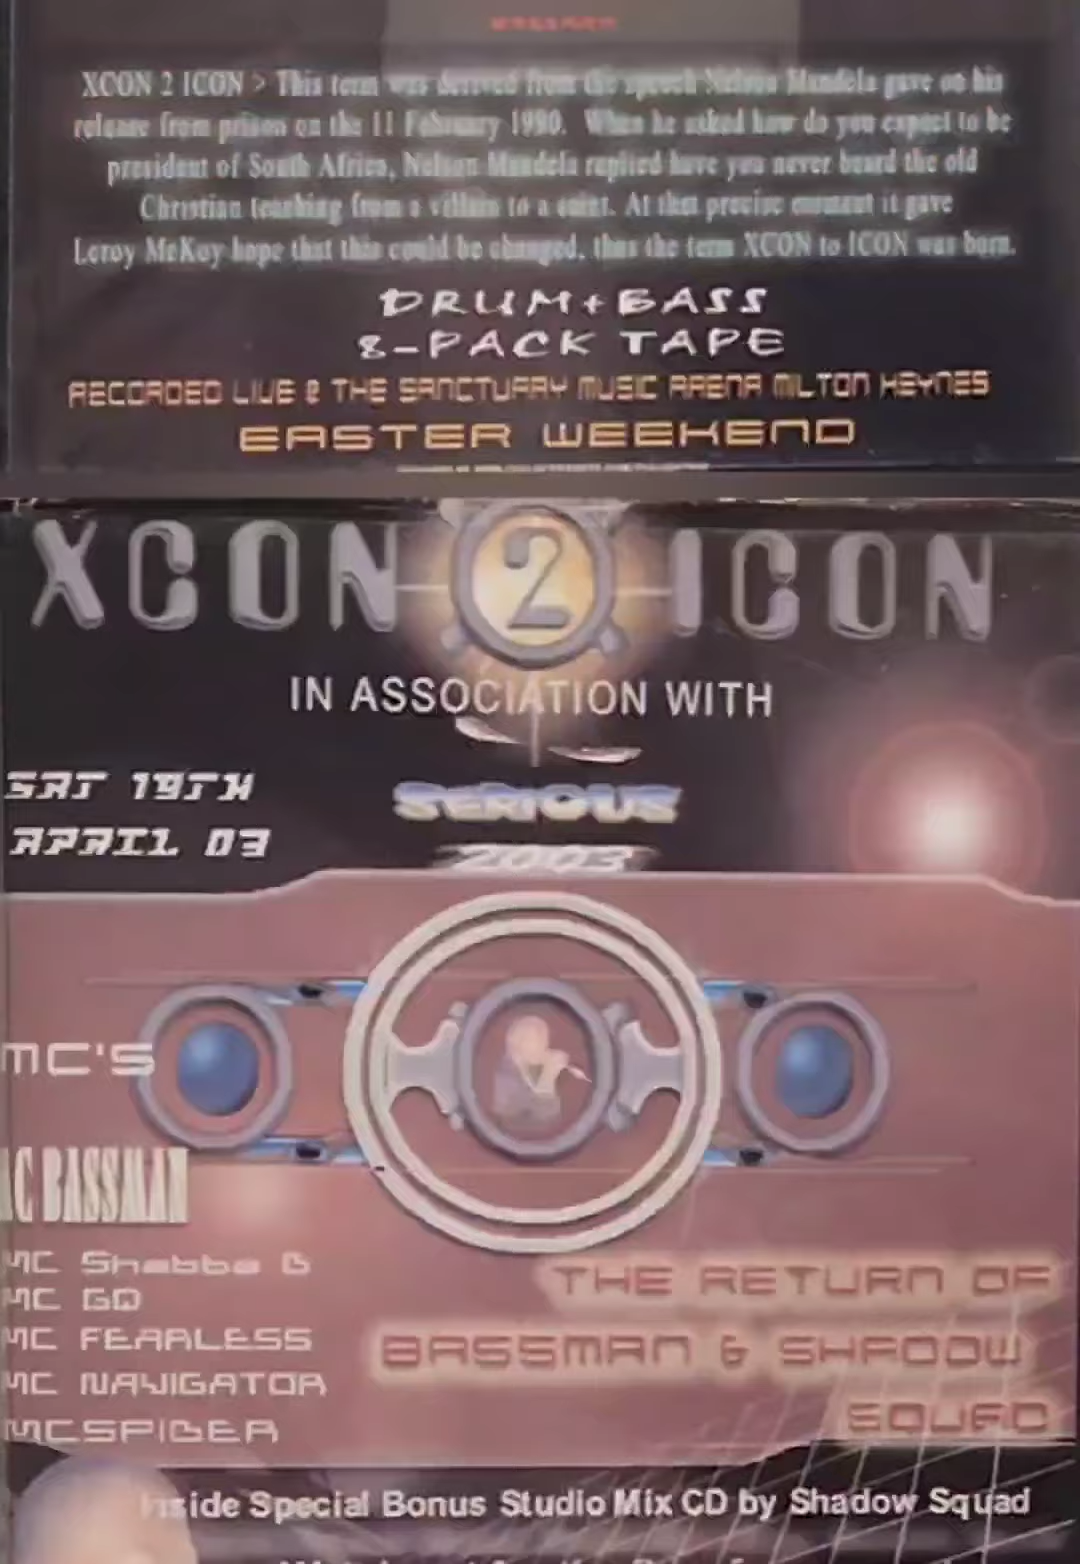 BASSMAN
XCON 2 ICON > This term was derived from the speech Nelson Mandela gave on his
release from prison on the 11 February 1990. When he asked how do you expect to be
president of South Africa, Nelson Mandela replied have you never heard the old
Christian teaching from a villain to a saint. At that precise moment it gave
Leroy McKoy hope that this could be changed, thus the term XCON to ICON was born.
DRUM+BASS
8-PACK TAPE
RECORDED LIVE @ THE SANCTUARY MUSIC ARENA MILTON KEYNES
EASTER WEEKEND
XCON 2 ICON
IN ASSOCIATION WITH
SERIOUS
2003
SAT 19TH
APRIL 03
MC'S
MC BASSMAN
MC Shabba D
MC GQ
MC FEARLESS
MC NAVIGATOR
MC SPIDER
THE RETURN OF
BASSMAN & SHADOW
SQUAD
Inside Special Bonus Studio Mix CD by Shadow Squad